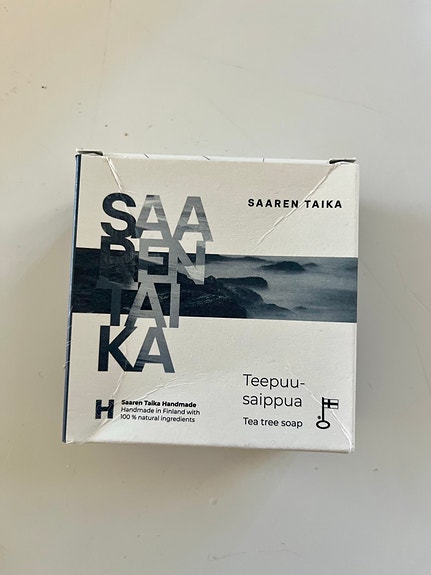 SAAREN TAIKA
SAA
REN
TAI
KA
Teepuu-
saippua
Tea tree soap
H
Saaren Taika Handmade
Handmade in Finland with
100 % natural ingredients